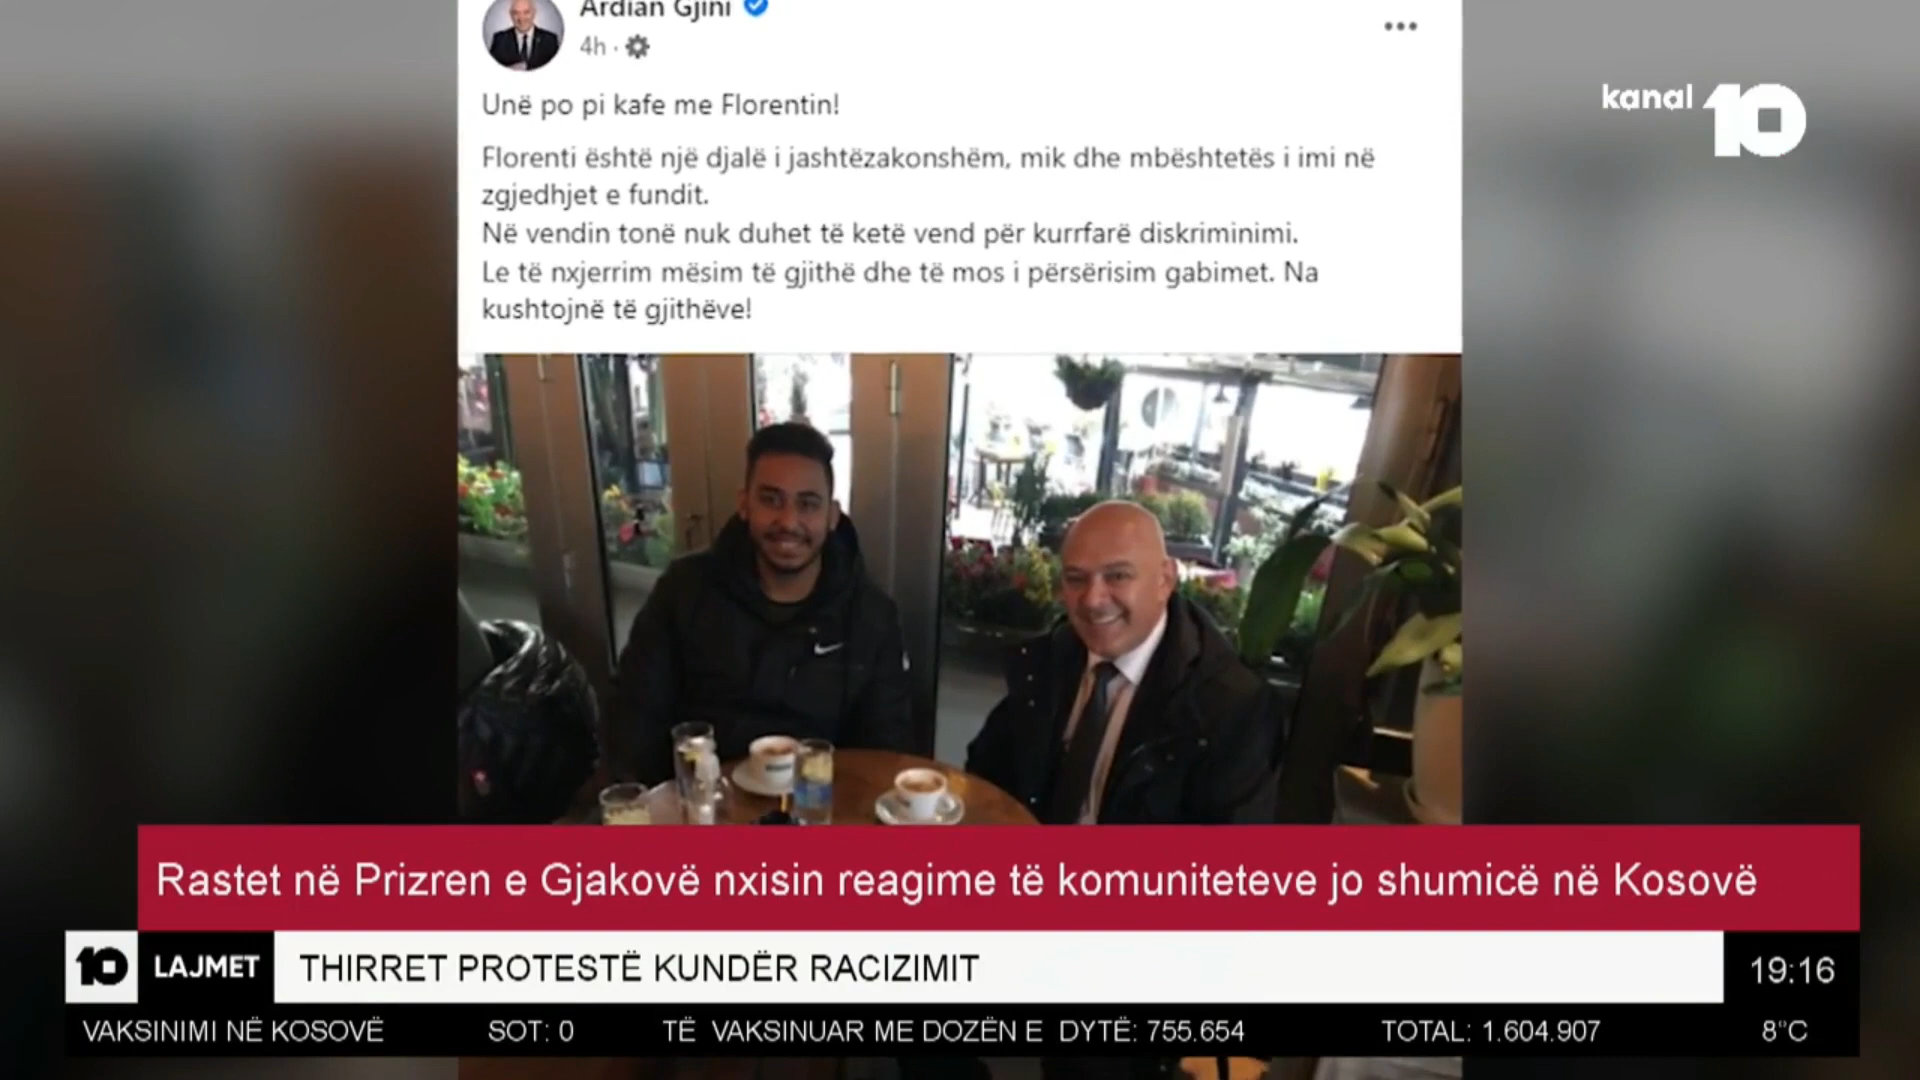 Ardian Gjini
4h
Unë po pi kafe me Florentin!
Florenti është një djalë i jashtëzakonshëm, mik dhe mbështetës i imi në
zgjedhjet e fundit.
Në vendin tonë nuk duhet të ketë vend për kurrfarë diskriminimi.
Le të nxjerrim mësim të gjithë dhe të mos i përsërisim gabimet. Na
kushtojnë të gjithëve!
kanal 10
Rastet në Prizren e Gjakovë nxisin reagime të komuniteteve jo shumicë në Kosovë
10 LAJMET THIRRET PROTESTË KUNDËR RACIZIMIT 19:16
VAKSINIMI NË KOSOVË SOT: 0 TË VAKSINUAR ME DOZËN E DYTË: 755.654 TOTAL: 1.604.907 8°C